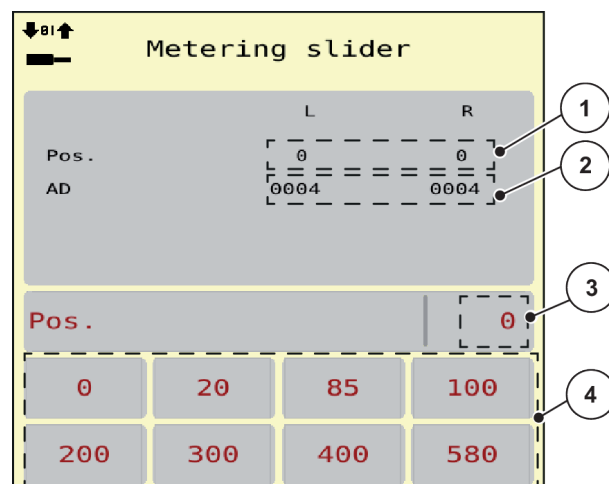 Metering slider
L R
1
Pos. 0 0
2
AD 0004 0004
3
Pos. 0
0 20 85 100
4
200 300 400 580